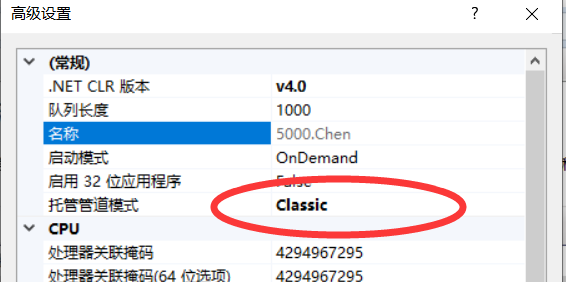 高级设置
?
(常规)
.NET CLR 版本 v4.0
队列长度 1000
名称 5000.Chen
启动模式 OnDemand
启用 32 位应用程序 False
托管管道模式 Classic
CPU
处理器关联掩码 4294967295
处理器关联掩码(64 位选项) 4294967295